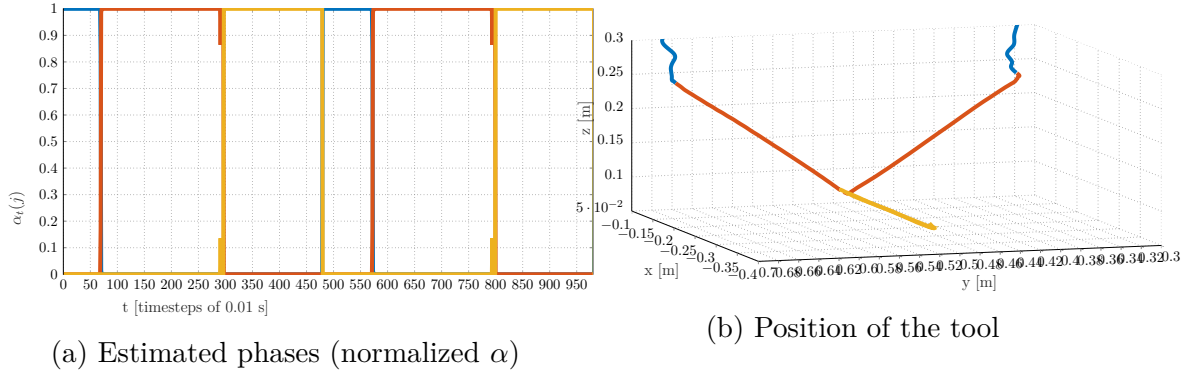 1
0.9
0.8
0.7
0.6
0.5
0.4
0.3
0.2
0.1
0
α_t(j)
0 50 100 150 200 250 300 350 400 450 500 550 600 650 700 750 800 850 900 950
t [timesteps of 0.01 s]
(a) Estimated phases (normalized α)
0.3
0.25
0.2
0.15
0.1
5 · 10⁻²
z [m]
−0.1
−0.15
−0.2
−0.25
−0.3
−0.35
−0.4
x [m]
0.7 0.68 0.66 0.64 0.62 0.6 0.58 0.56 0.54 0.52 0.5 0.48 0.46 0.44 0.42 0.4 0.38 0.36 0.34 0.32 0.3
y [m]
(b) Position of the tool